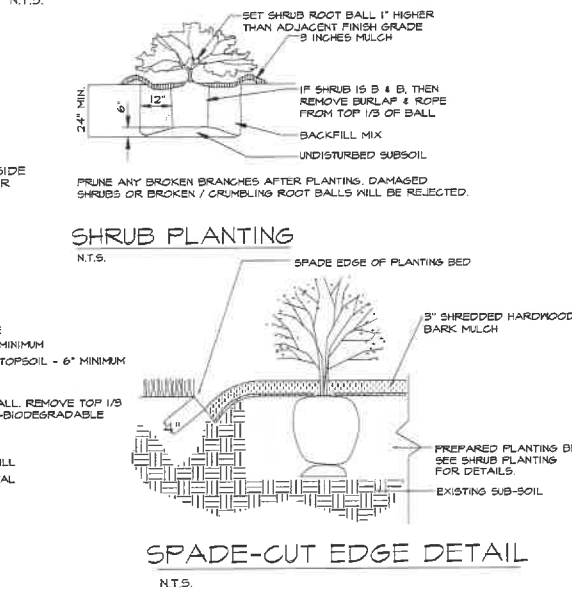 N.T.S.
SET SHRUB ROOT BALL 1" HIGHER
THAN ADJACENT FINISH GRADE
3 INCHES MULCH
24" MIN.
6"
12"
IF SHRUB IS B & B, THEN
REMOVE BURLAP & ROPE
FROM TOP 1/3 OF BALL
BACKFILL MIX
UNDISTURBED SUBSOIL
SIDE
PRUNE ANY BROKEN BRANCHES AFTER PLANTING. DAMAGED
SHRUBS OR BROKEN / CRUMBLING ROOT BALLS WILL BE REJECTED.
SHRUB PLANTING
N.T.S.
SPADE EDGE OF PLANTING BED
3" SHREDDED HARDWOOD
BARK MULCH
MINIMUM
TOPSOIL - 6" MINIMUM
ALL. REMOVE TOP 1/3
-BIODEGRADABLE
4"
PREPARED PLANTING BE
SEE SHRUB PLANTING
FOR DETAILS.
EXISTING SUB-SOIL
SPADE-CUT EDGE DETAIL
N.T.S.